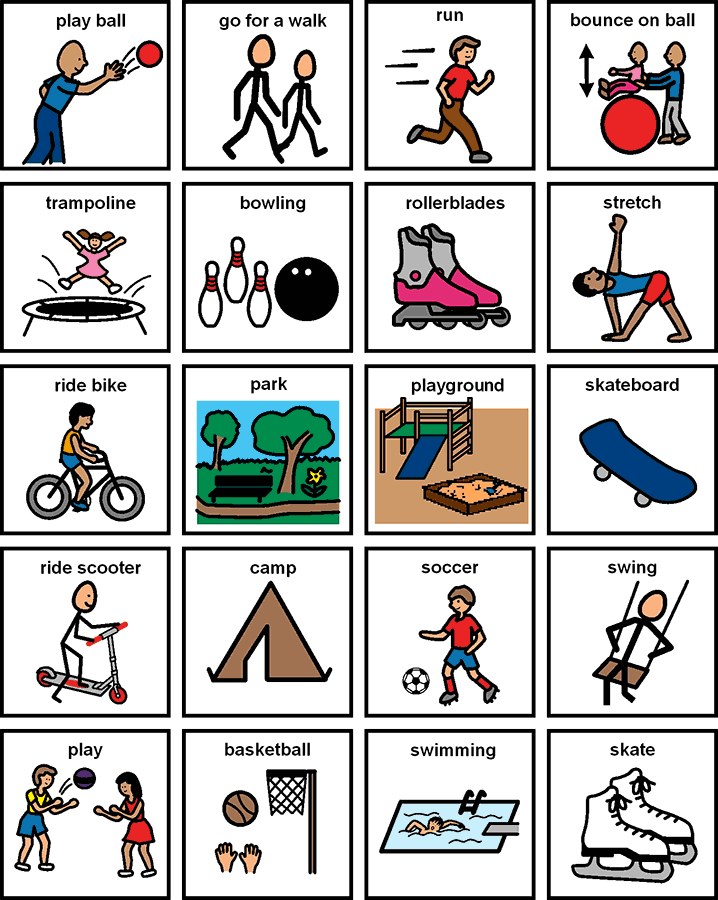 play ball
go for a walk
run
bounce on ball
trampoline
bowling
rollerblades
stretch
ride bike
park
playground
skateboard
ride scooter
camp
soccer
swing
play
basketball
swimming
skate